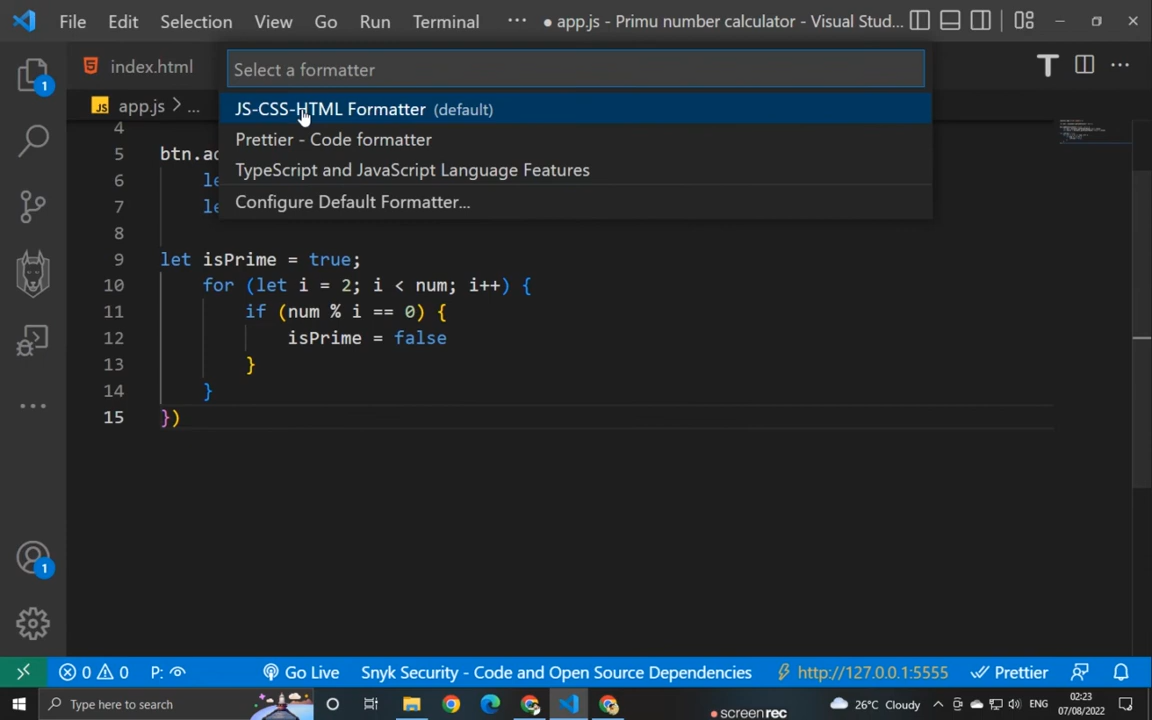 File Edit Selection View Go Run Terminal ··· ● app.js - Primu number calculator - Visual Stud...
index.html
Select a formatter
app.js > ...
JS-CSS-HTML Formatter (default)
Prettier - Code formatter
TypeScript and JavaScript Language Features
Configure Default Formatter...
4
5 btn.ad
6 le
7 le
8
9 let isPrime = true;
10 for (let i = 2; i < num; i++) {
11 if (num % i == 0) {
12 isPrime = false
13 }
14 }
15 })
1
1
0 0 P: Go Live Snyk Security - Code and Open Source Dependencies http://127.0.0.1:5555 Prettier
Type here to search
26°C Cloudy
ENG
02:23
07/08/2022
screenrec